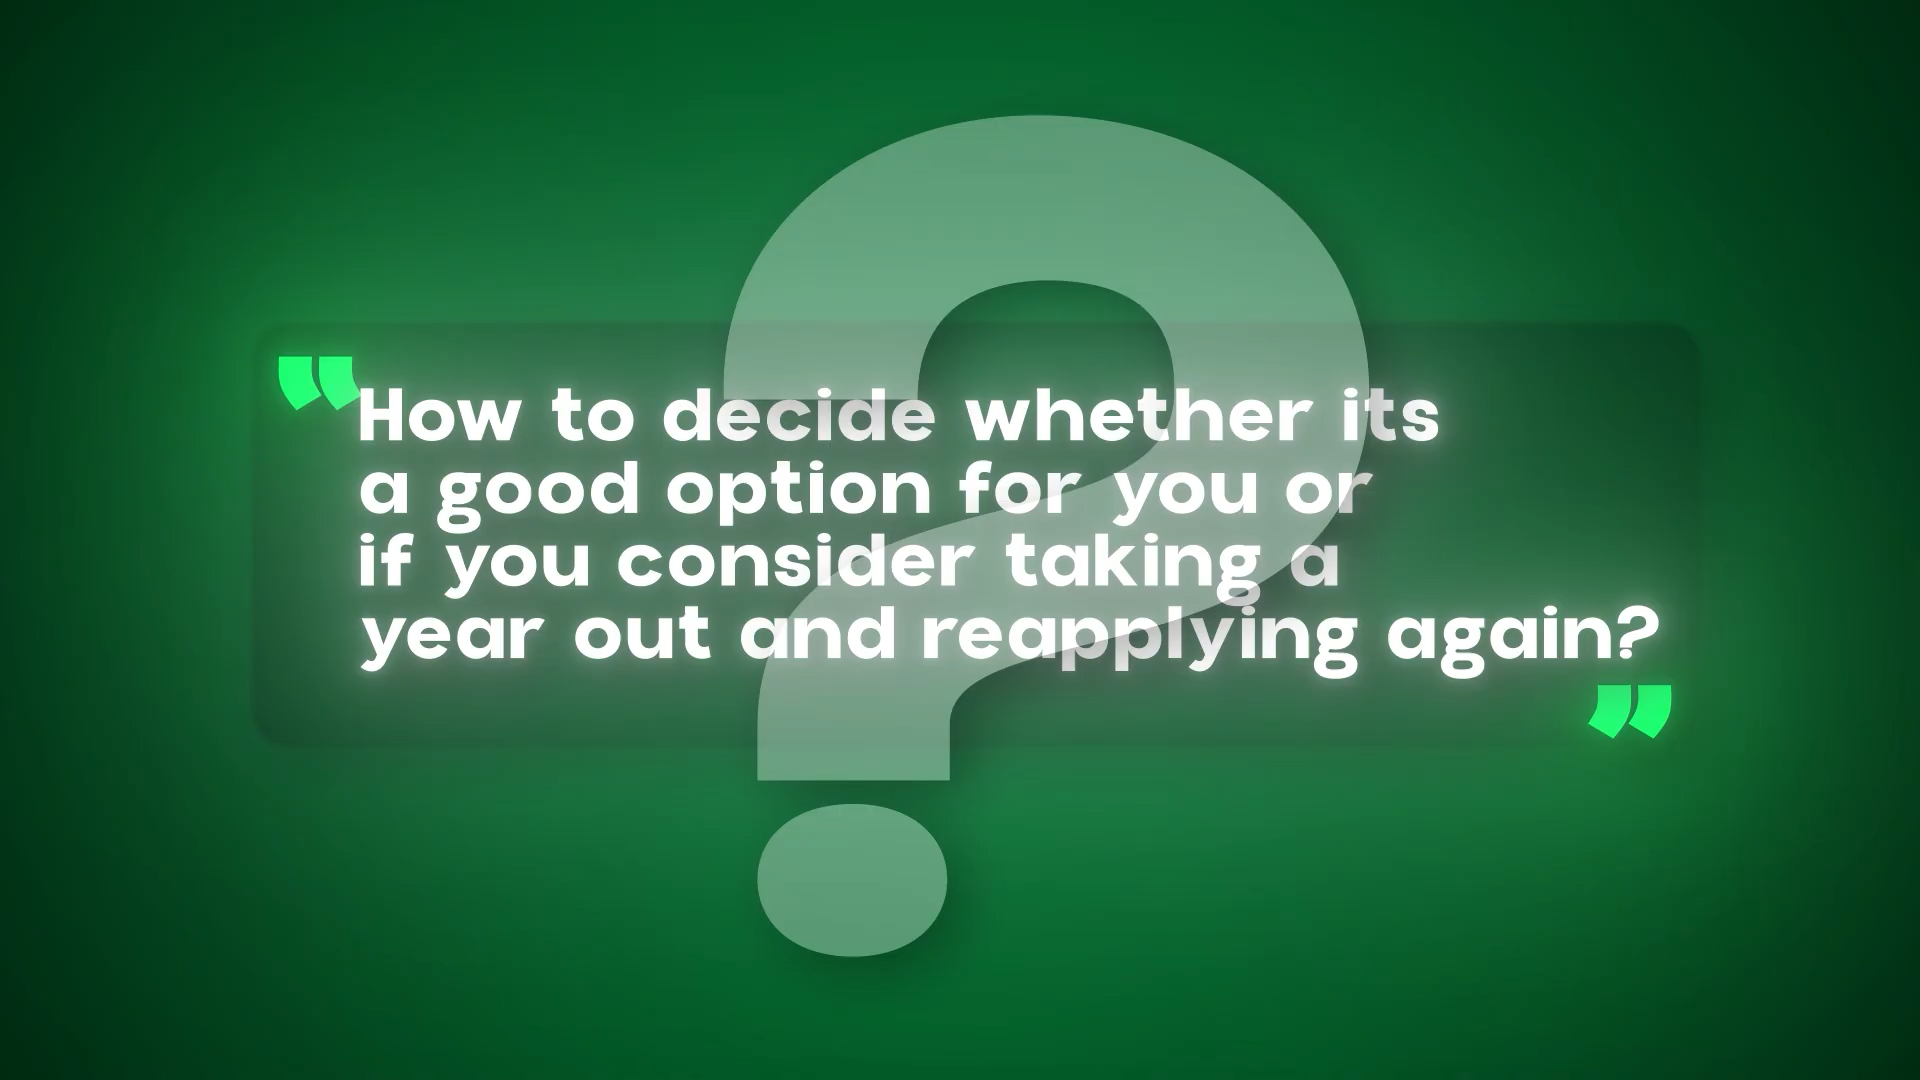 "How to decide whether its
a good option for you or
if you consider taking a
year out and reapplying again?"